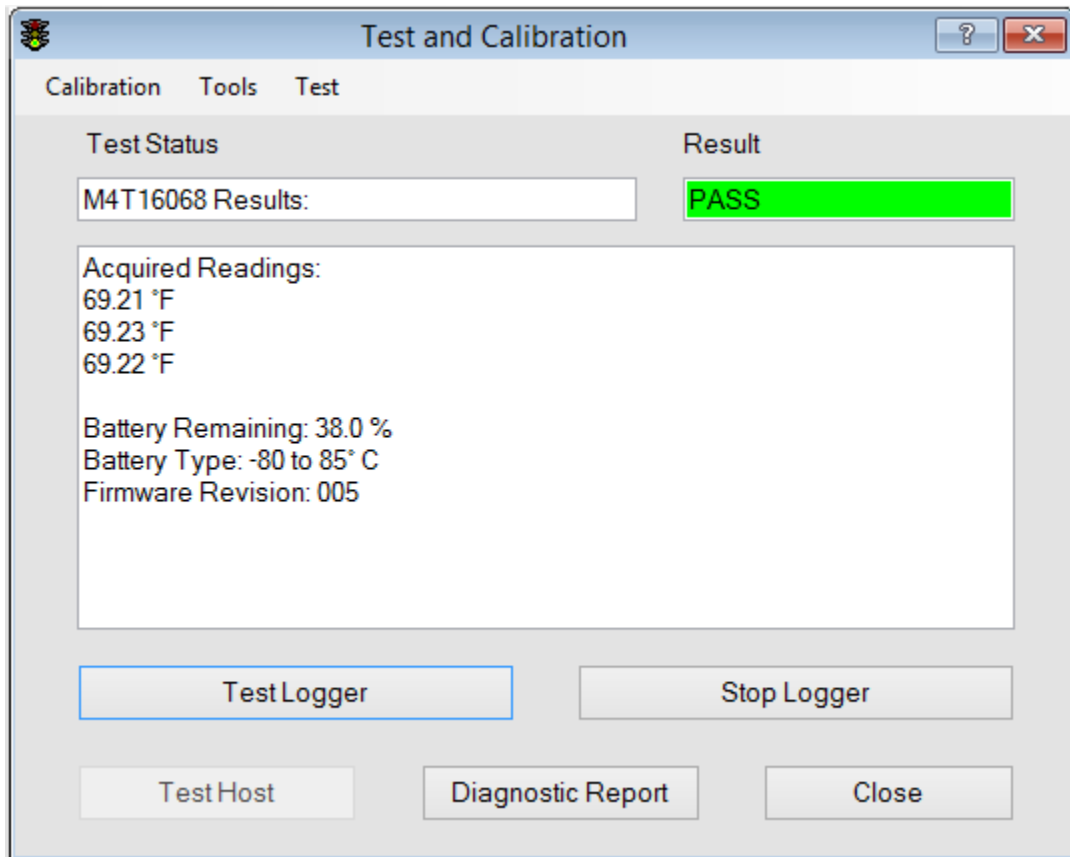 Test and Calibration
Calibration Tools Test
Test Status Result
M4T16068 Results: PASS
Acquired Readings:
69.21 °F
69.23 °F
69.22 °F
Battery Remaining: 38.0 %
Battery Type: -80 to 85° C
Firmware Revision: 005
Test Logger Stop Logger
Test Host Diagnostic Report Close